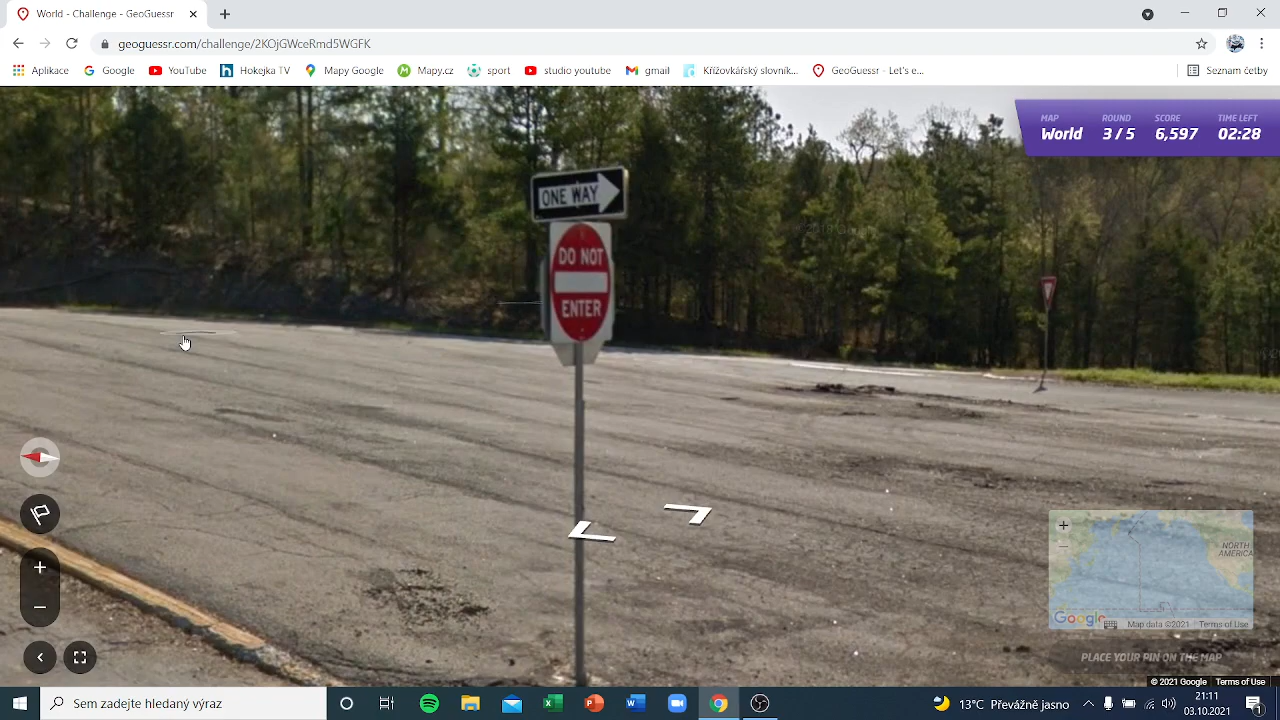 World - GeoGuessr - Challenge
geoguessr.com/challenge/2KOjGWceRmd5WGFK
Aplikace
Google
YouTube
Hokejka TV
Mapy Google
Mapy.cz
sport
studio youtube
gmail
Křížovkářský slovní...
GeoGuessr - Let's e...
Seznam četby
MAP
World
ROUND
3 / 5
SCORE
6,597
TIME LEFT
02:28
ONE WAY
DO NOT
ENTER
NORTH
AMERICA
Google
Map data ©2021
Terms of Use
PLACE YOUR PIN ON THE MAP
© 2021 Google
Terms of Use
Sem zadejte hledaný výraz
13°C Převážně jasno
21:11
03.10.2021